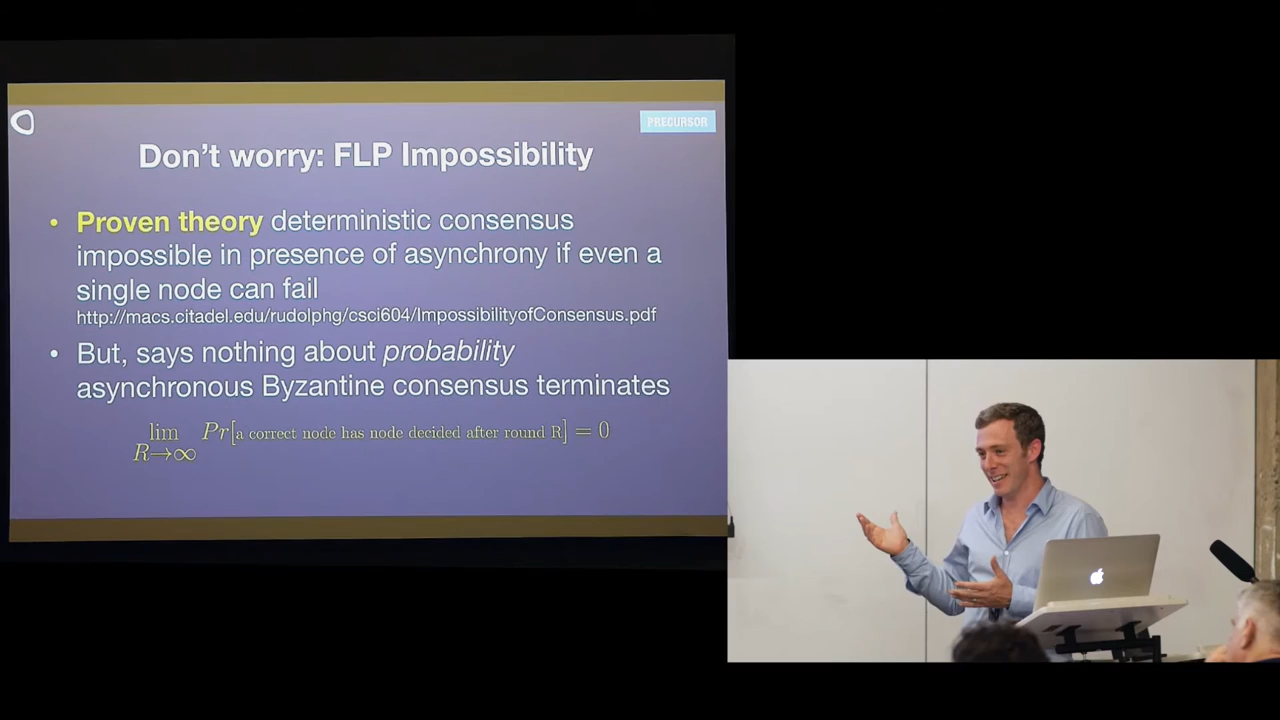 PRECURSOR
Don't worry: FLP Impossibility
• Proven theory deterministic consensus
impossible in presence of asynchrony if even a
single node can fail
http://macs.citadel.edu/rudolphg/csci604/ImpossibilityofConsensus.pdf
• But, says nothing about probability
asynchronous Byzantine consensus terminates
lim R→∞ Pr[a correct node has node decided after round R] = 0